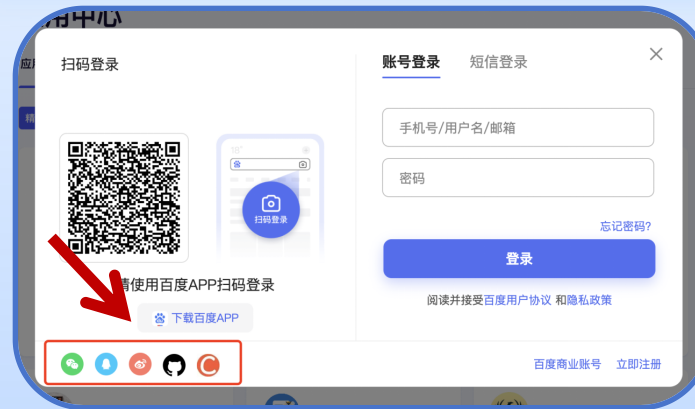 用中心
应用
精
扫码登录
账号登录
短信登录
手机号/用户名/邮箱
18°
扫码登录
密码
忘记密码?
登录
请使用百度APP扫码登录
阅读并接受百度用户协议 和隐私政策
下载百度APP
百度商业账号
立即注册